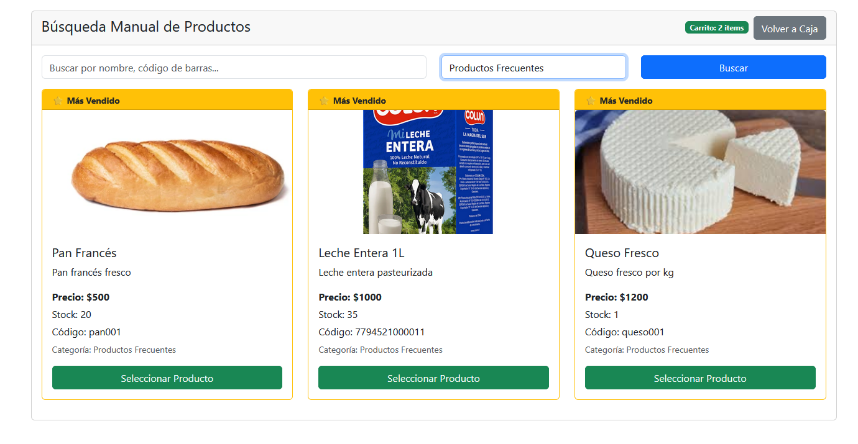 Búsqueda Manual de Productos
Carrito: 2 items
Volver a Caja
Buscar por nombre, código de barras...
Productos Frecuentes
Buscar
Más Vendido
Más Vendido
Más Vendido
COLUN
COLUN
Mi LECHE
ENTERA
100% Leche Natural
Pan Francés
Leche Entera 1L
Queso Fresco
Pan francés fresco
Leche entera pasteurizada
Queso fresco por kg
Precio: $500
Precio: $1000
Precio: $1200
Stock: 20
Stock: 35
Stock: 1
Código: pan001
Código: 7794521000011
Código: queso001
Categoría: Productos Frecuentes
Categoría: Productos Frecuentes
Categoría: Productos Frecuentes
Seleccionar Producto
Seleccionar Producto
Seleccionar Producto